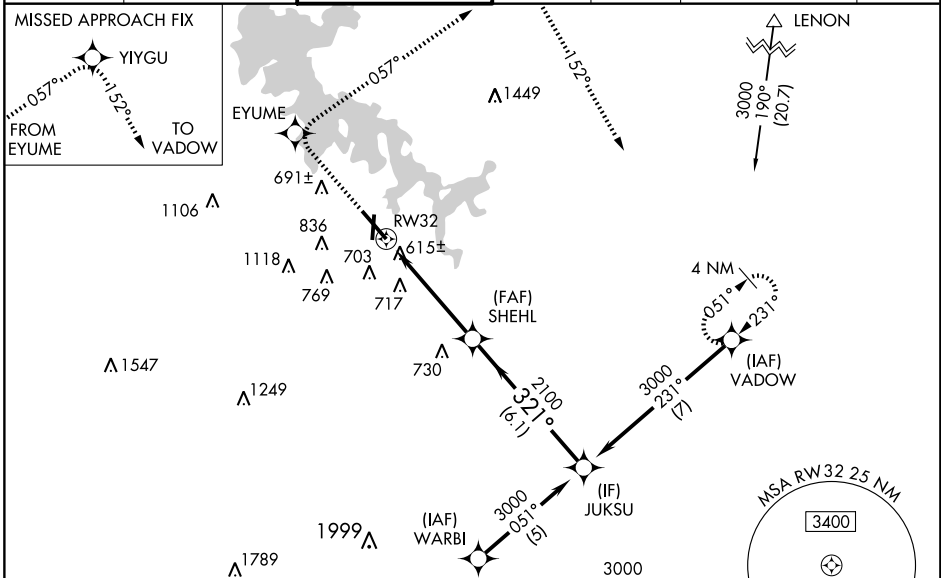 MISSED APPROACH FIX
YIYGU
057°
152°
FROM
EYUME
TO
VADOW
EYUME
057°
152°
LENON
3000
190°
(20.7)
1449
691±
1106
836
RW32
615±
1118
703
769
717
4 NM
051°
231°
(FAF)
SHEHL
730
(IAF)
VADOW
1547
1249
2100
321°
(6.1)
3000
231°
(7)
(IF)
JUKSU
3000
051°
(5)
(IAF)
WARBI
1999
1789
3000
MSA RW32 25 NM
3400